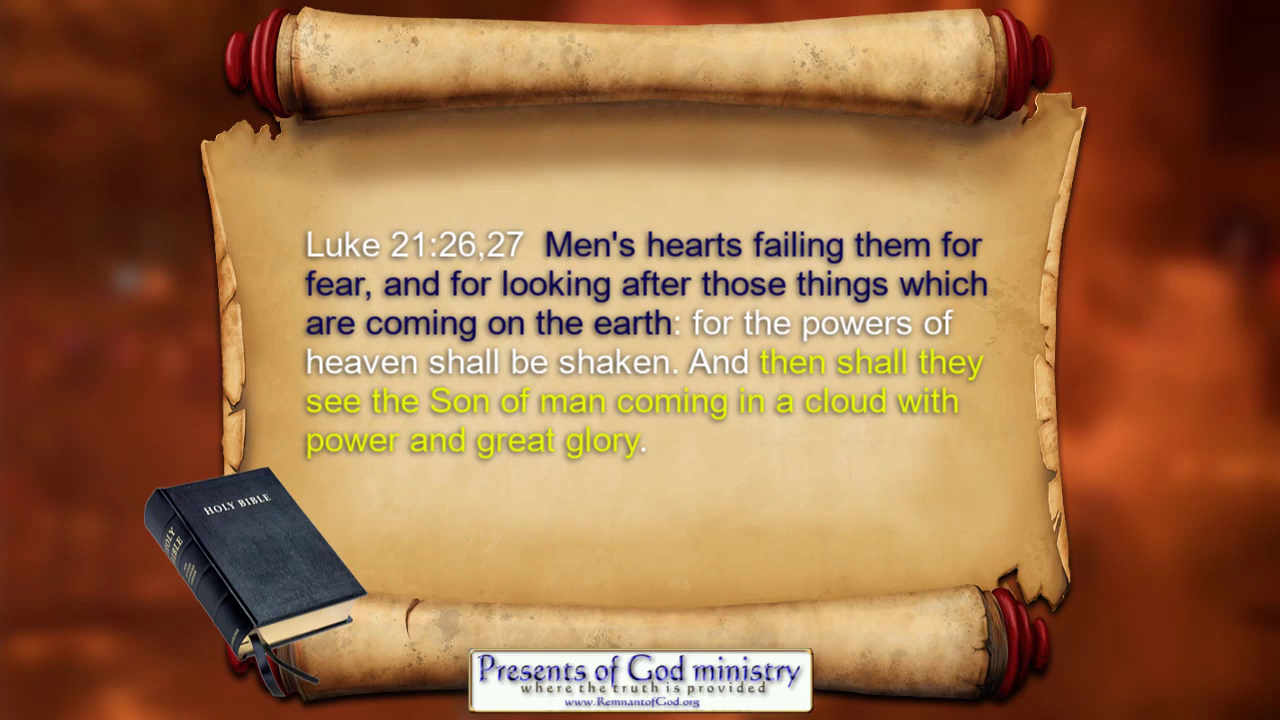 Luke 21:26,27  Men's hearts failing them for
fear, and for looking after those things which
are coming on the earth: for the powers of
heaven shall be shaken. And then shall they
see the Son of man coming in a cloud with
power and great glory.
HOLY BIBLE
HOLY
BIBLE
Presents of God ministry
where the truth is provided
www.RemnantofGod.org